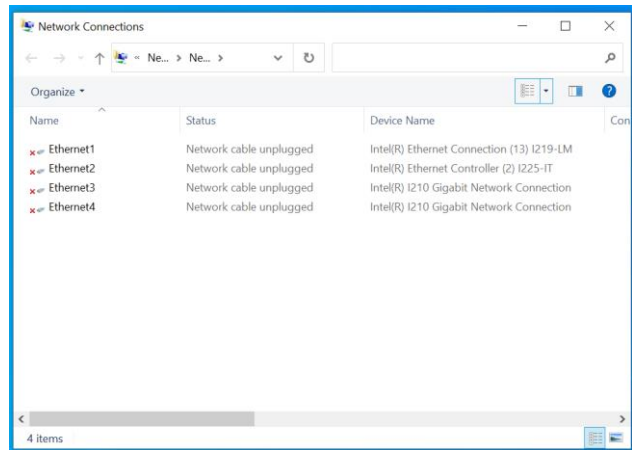 Network Connections
« Ne... > Ne... >
Organize
Name Status Device Name Con
Ethernet1 Network cable unplugged Intel(R) Ethernet Connection (13) I219-LM
Ethernet2 Network cable unplugged Intel(R) Ethernet Controller (2) I225-IT
Ethernet3 Network cable unplugged Intel(R) I210 Gigabit Network Connection
Ethernet4 Network cable unplugged Intel(R) I210 Gigabit Network Connection
4 items